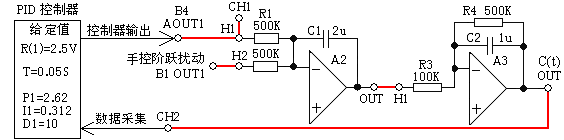 PID 控制器
给定值
R(1)=2.5V
T=0.05S
P1=2.62
I1=0.312
D1=10
控制器输出
B4
AOUT1
CH1
H1
R1
500K
手控阶跃扰动
B1 OUT1
H2
500K
C1
2u
A2
OUT
H1
R3
100K
R4
500K
C2
1u
A3
C(t)
OUT
数据采集
CH2